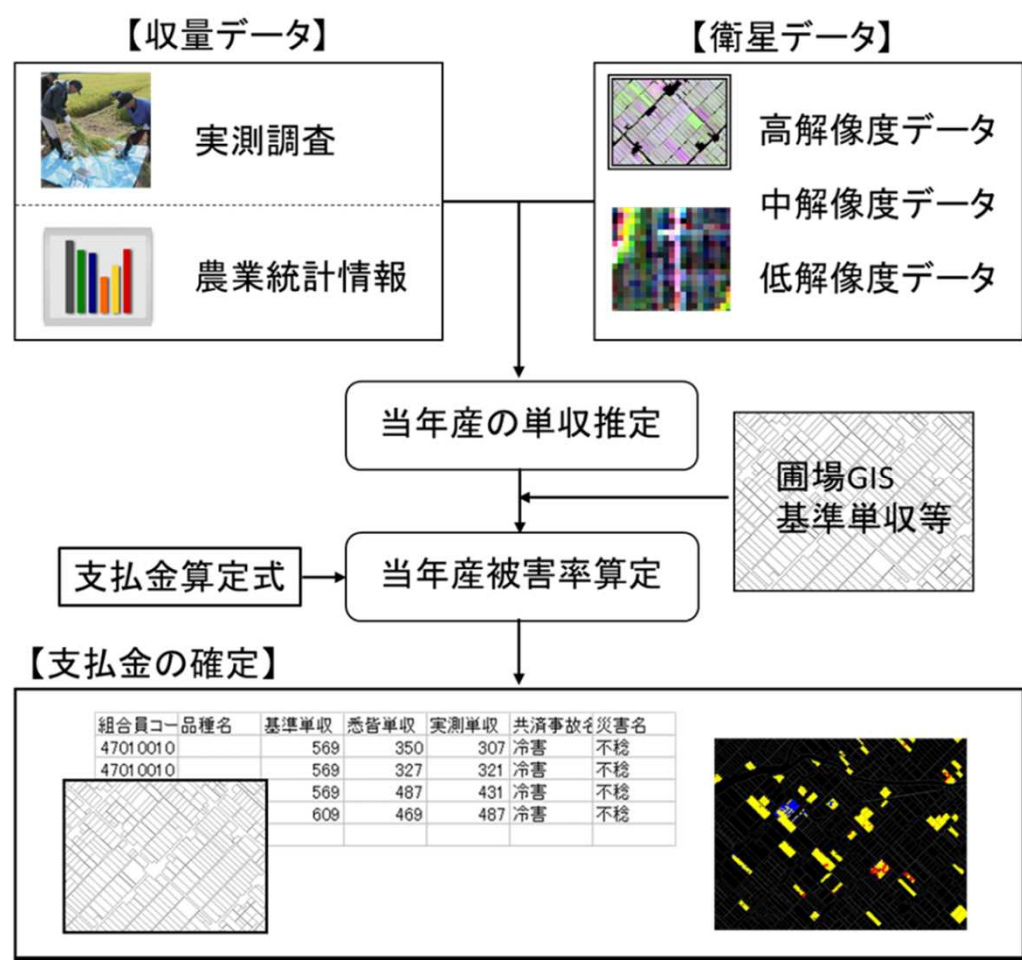 【収量データ】
【衛星データ】
実測調査
農業統計情報
高解像度データ
中解像度データ
低解像度データ
当年産の単収推定
圃場GIS
基準単収等
支払金算定式
当年産被害率算定
【支払金の確定】
組合員コー 品種名 基準単収 悉皆単収 実測単収 共済事故名 災害名
47010010 569 350 307 冷害 不稔
47010010 569 327 321 冷害 不稔
569 487 431 冷害 不稔
609 469 487 冷害 不稔